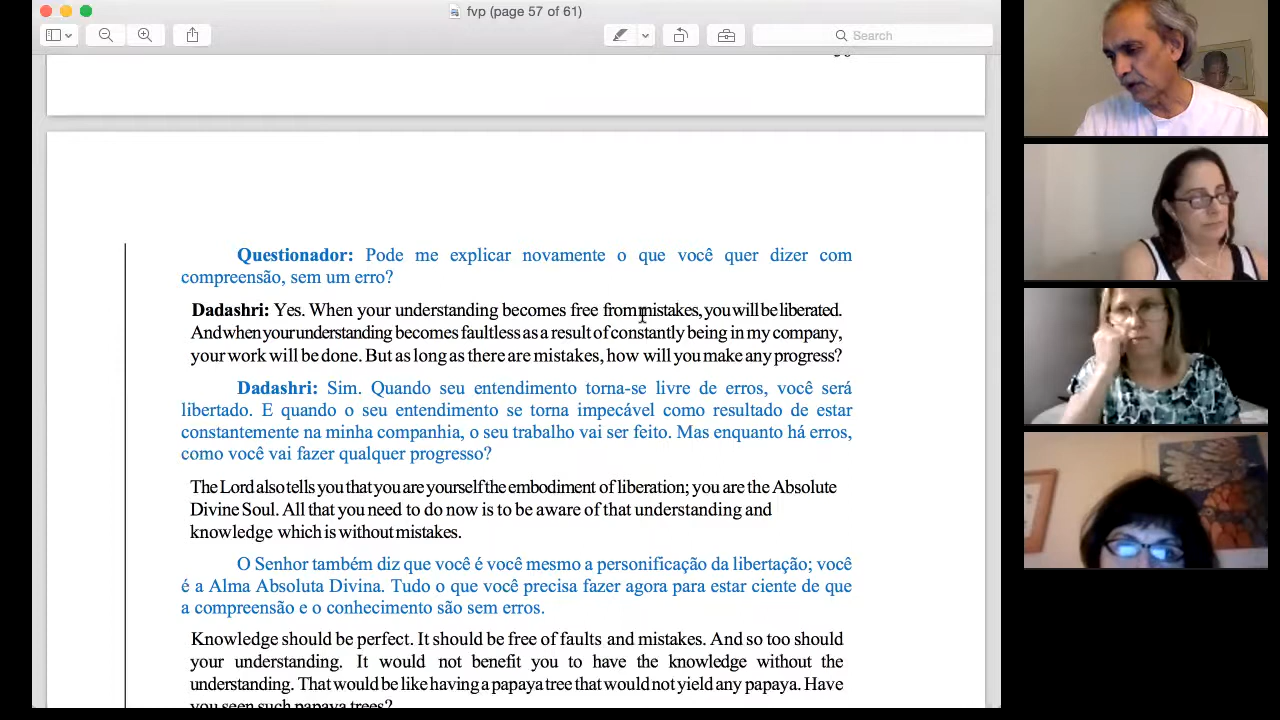 fvp (page 57 of 61)
Search
Questionador: Pode me explicar novamente o que você quer dizer com
compreensão, sem um erro?
Dadashri: Yes. When your understanding becomes free from mistakes, you will be liberated.
And when your understanding becomes faultless as a result of constantly being in my company,
your work will be done. But as long as there are mistakes, how will you make any progress?
Dadashri: Sim. Quando seu entendimento torna-se livre de erros, você será
libertado. E quando o seu entendimento se torna impecável como resultado de estar
constantemente na minha companhia, o seu trabalho vai ser feito. Mas enquanto há erros,
como você vai fazer qualquer progresso?
The Lord also tells you that you are yourself the embodiment of liberation; you are the Absolute
Divine Soul. All that you need to do now is to be aware of that understanding and
knowledge which is without mistakes.
O Senhor também diz que você é você mesmo a personificação da libertação; você
é a Alma Absoluta Divina. Tudo o que você precisa fazer agora para estar ciente de que
a compreensão e o conhecimento são sem erros.
Knowledge should be perfect. It should be free of faults and mistakes. And so too should
your understanding. It would not benefit you to have the knowledge without the
understanding. That would be like having a papaya tree that would not yield any papaya. Have
you seen such papaya trees?